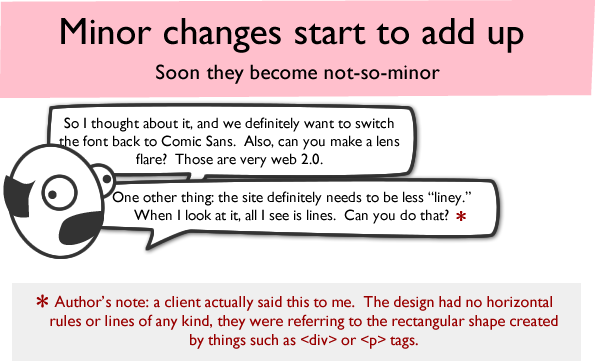 Minor changes start to add up
Soon they become not-so-minor
So I thought about it, and we definitely want to switch
the font back to Comic Sans. Also, can you make a lens
flare? Those are very web 2.0.
One other thing: the site definitely needs to be less “liney.”
When I look at it, all I see is lines. Can you do that? *
* Author’s note: a client actually said this to me. The design had no horizontal
rules or lines of any kind, they were referring to the rectangular shape created
by things such as <div> or <p> tags.